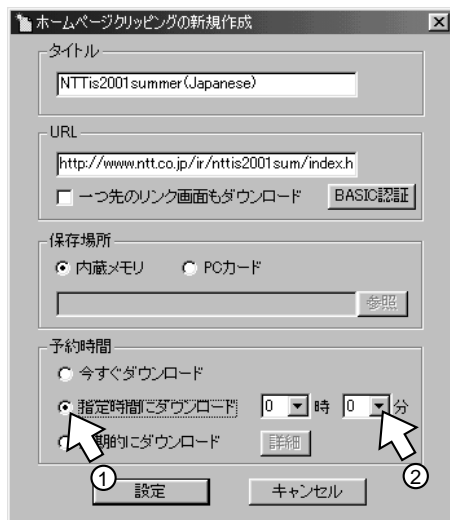 ホームページクリッピングの新規作成
タイトル
NTTis2001summer(Japanese)
URL
http://www.ntt.co.jp/ir/nttis2001sum/index.h
一つ先のリンク画面もダウンロード BASIC認証
保存場所
内蔵メモリ PCカード
参照
予約時間
今すぐダウンロード
指定時間にダウンロード 0 時 0 分
期的にダウンロード 詳細
① ②
設定 キャンセル